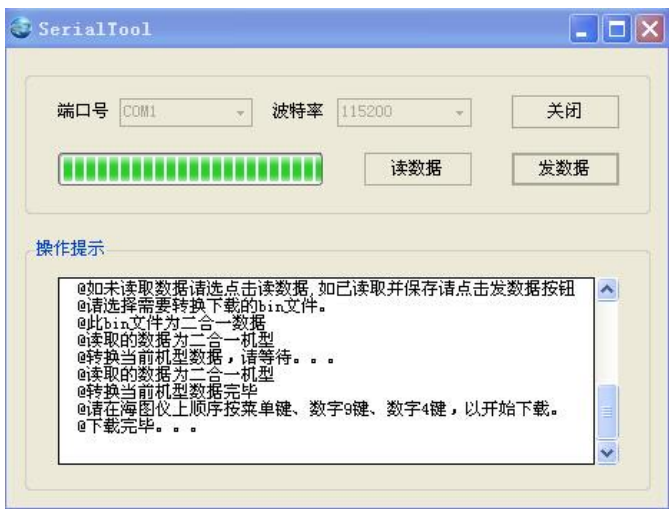 SerialTool
端口号 COM1 波特率 115200 关闭
读数据 发数据
操作提示
@如未读取数据请选点击读数据,如已读取并保存请点击发数据按钮
@请选择需要转换下载的bin文件。
@此bin文件为二合一数据
@读取的数据为二合一机型
@转换当前机型数据，请等待。。。
@读取的数据为二合一机型
@转换当前机型数据完毕
@请在海图仪上顺序按菜单键、数字9键、数字4键，以开始下载。
@下载完毕。。。